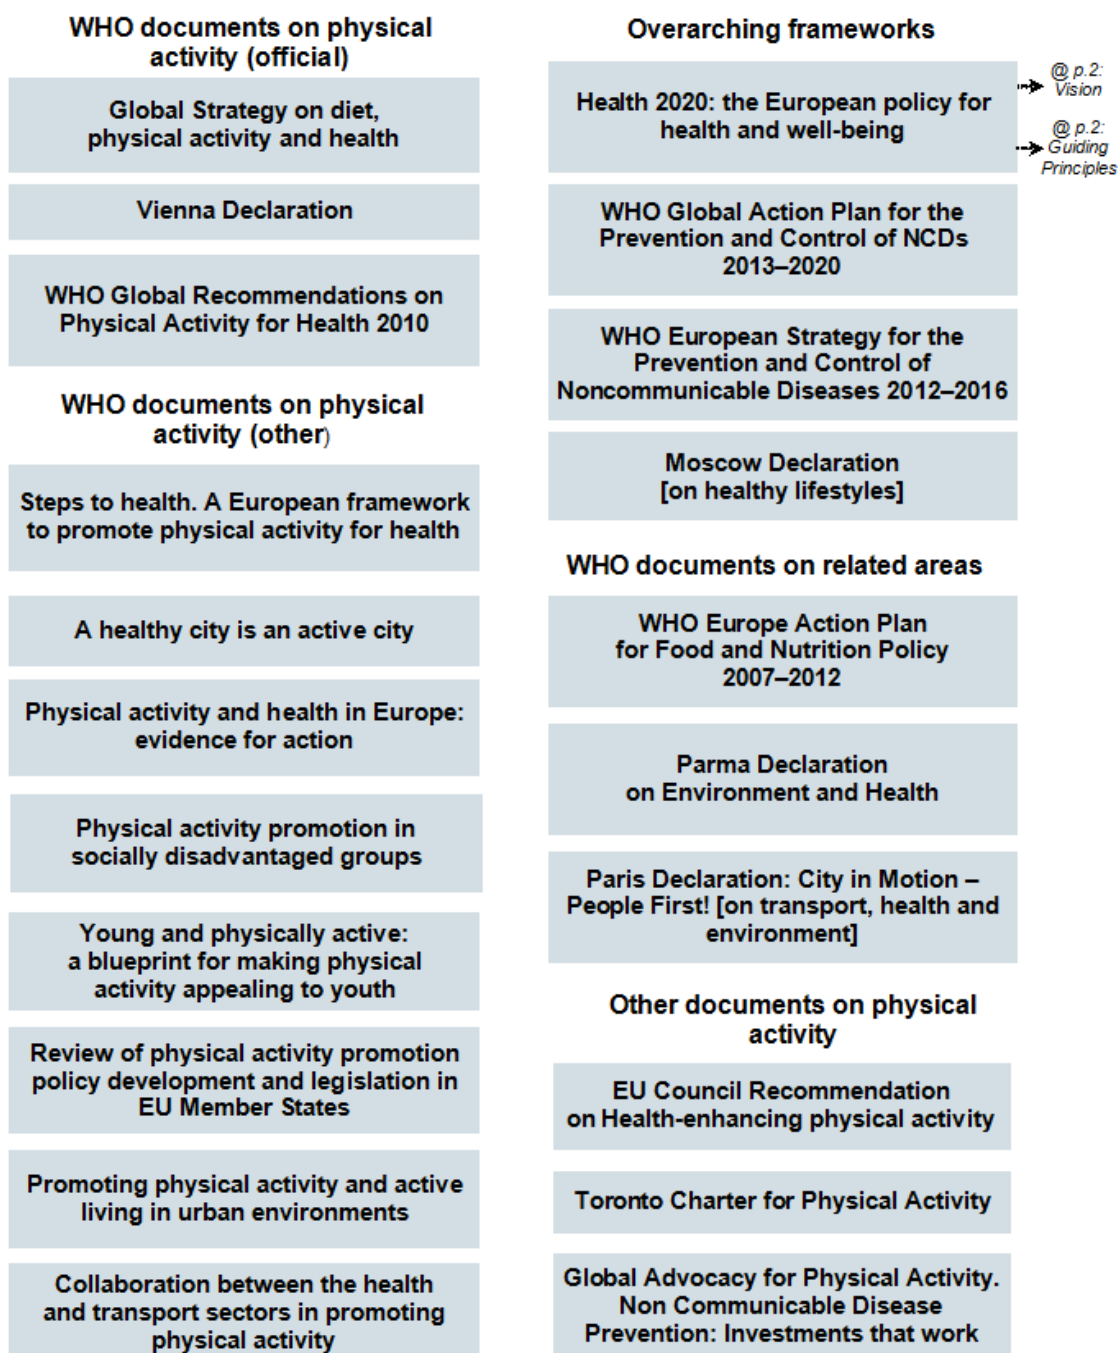 WHO documents on physical
activity (official)
Global Strategy on diet,
physical activity and health
Vienna Declaration
WHO Global Recommendations on
Physical Activity for Health 2010
WHO documents on physical
activity (other)
Steps to health. A European framework
to promote physical activity for health
A healthy city is an active city
Physical activity and health in Europe:
evidence for action
Physical activity promotion in
socially disadvantaged groups
Young and physically active:
a blueprint for making physical
activity appealing to youth
Review of physical activity promotion
policy development and legislation in
EU Member States
Promoting physical activity and active
living in urban environments
Collaboration between the health
and transport sectors in promoting
physical activity
Overarching frameworks
Health 2020: the European policy for
health and well-being
@ p.2:
Vision
@ p.2:
Guiding
Principles
WHO Global Action Plan for the
Prevention and Control of NCDs
2013–2020
WHO European Strategy for the
Prevention and Control of
Noncommunicable Diseases 2012–2016
Moscow Declaration
[on healthy lifestyles]
WHO documents on related areas
WHO Europe Action Plan
for Food and Nutrition Policy
2007–2012
Parma Declaration
on Environment and Health
Paris Declaration: City in Motion –
People First! [on transport, health and
environment]
Other documents on physical
activity
EU Council Recommendation
on Health-enhancing physical activity
Toronto Charter for Physical Activity
Global Advocacy for Physical Activity.
Non Communicable Disease
Prevention: Investments that work